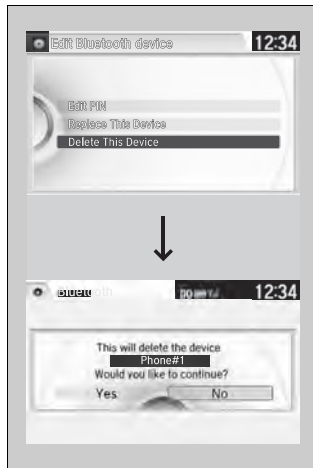 Edit Bluetooth device 12:34
Edit PIN
Replace This Device
Delete This Device
Bluetooth 12:34
This will delete the device
Phone#1
Would you like to continue?
Yes No